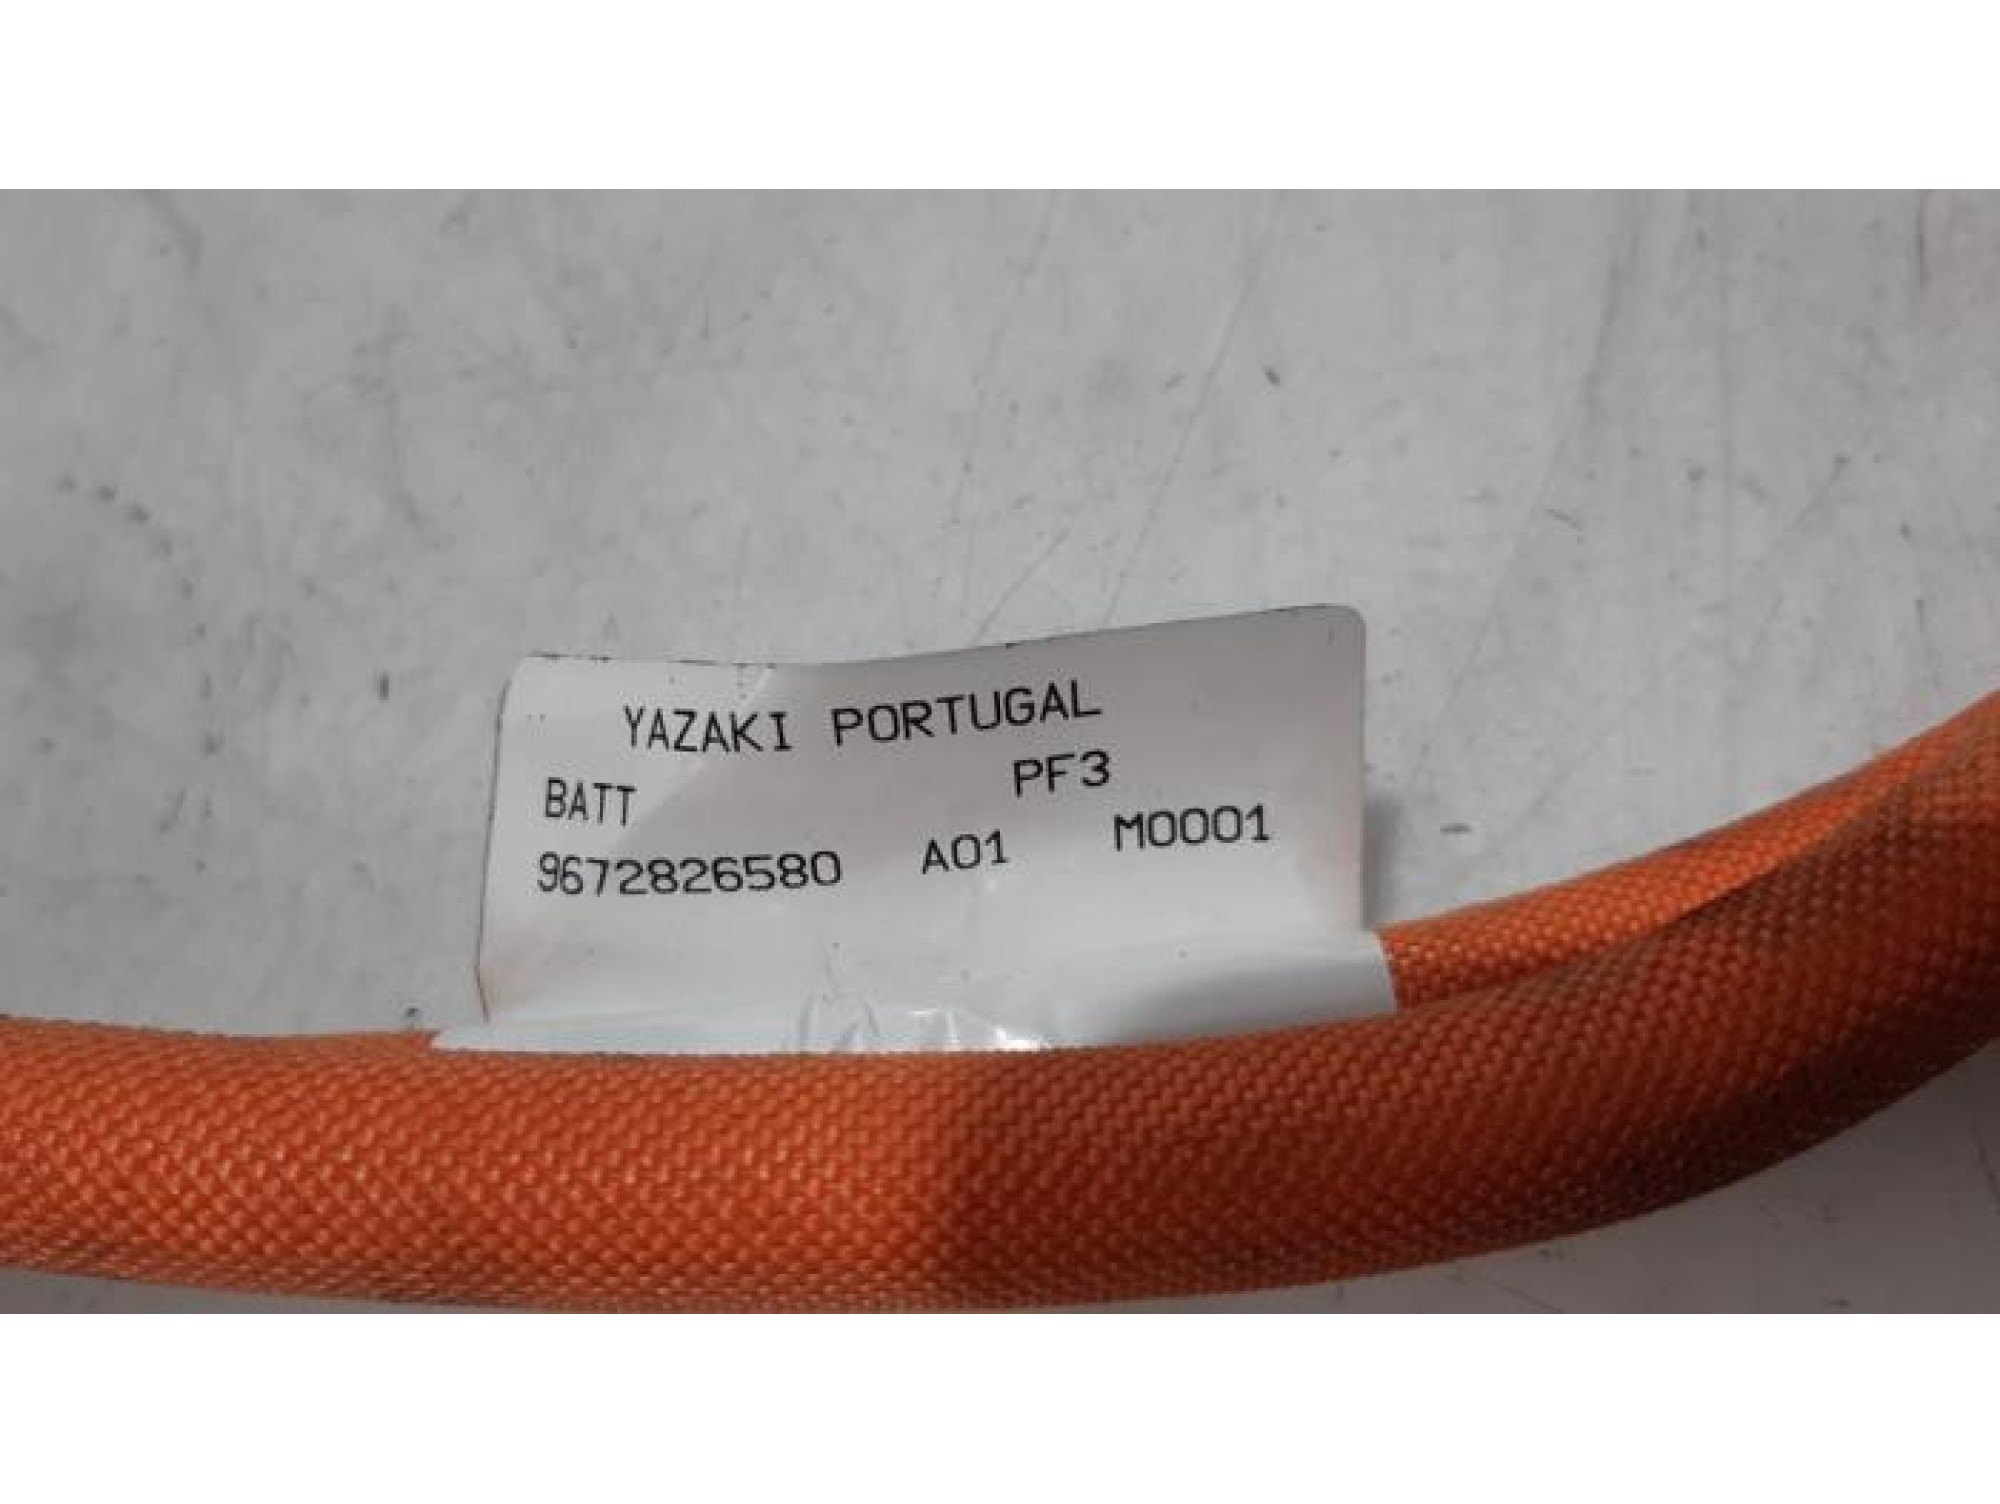 YAZAKI PORTUGAL
BATT PF3
9672826580 A01 M0001